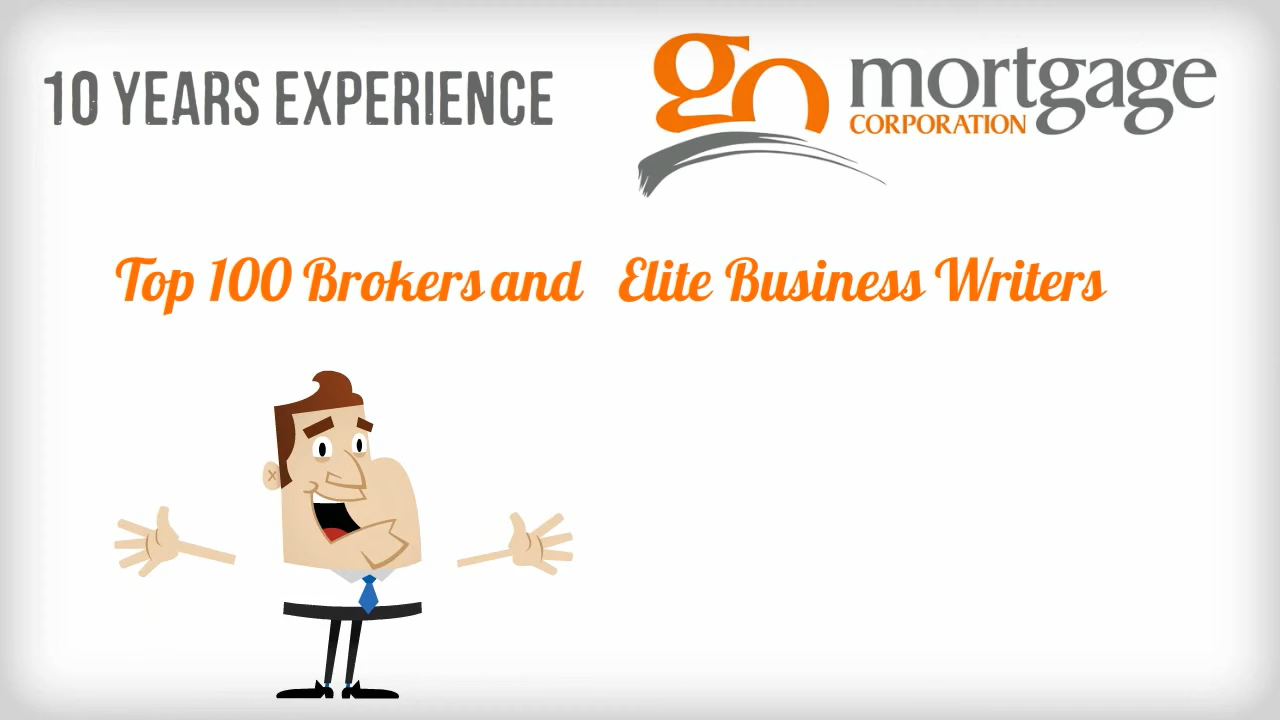 10 YEARS EXPERIENCE
go mortgage
CORPORATION
Top 100 Brokers and Elite Business Writers